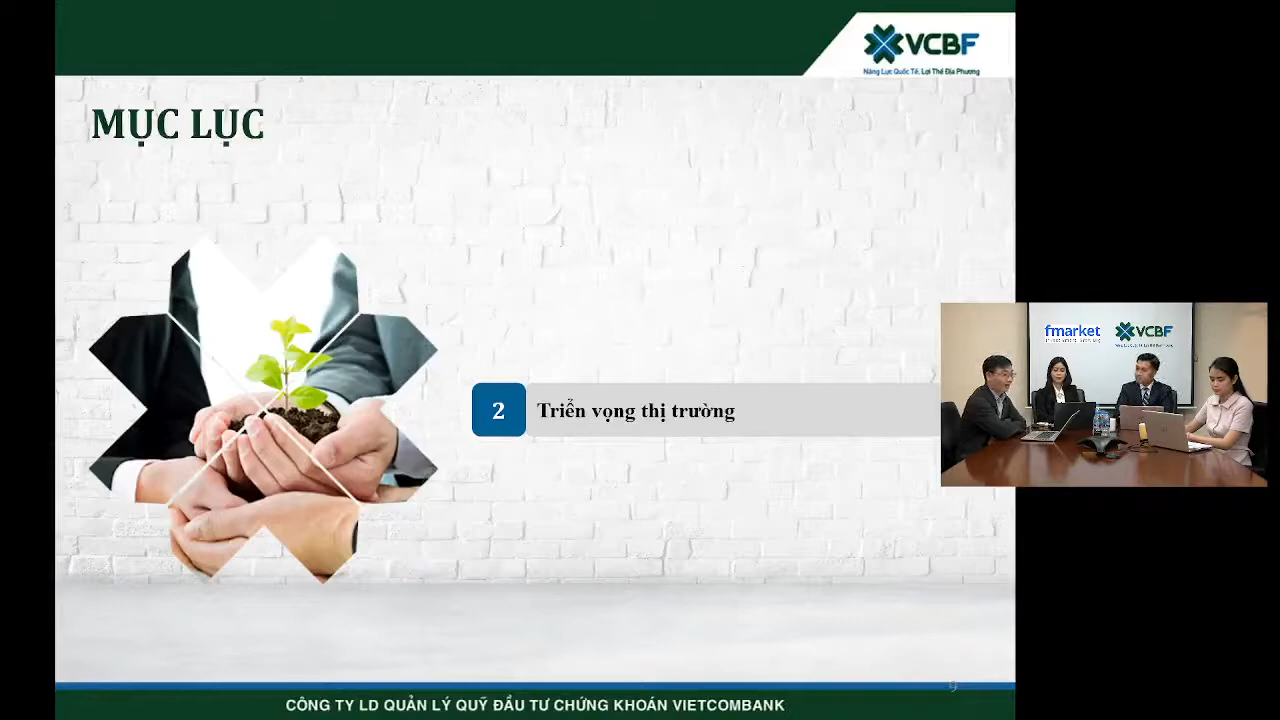 VCBF
Năng Lực Quốc Tế, Lợi Thế Địa Phương
MỤC LỤC
2 Triển vọng thị trường
fmarket
VCBF
9
CÔNG TY LD QUẢN LÝ QUỸ ĐẦU TƯ CHỨNG KHOÁN VIETCOMBANK